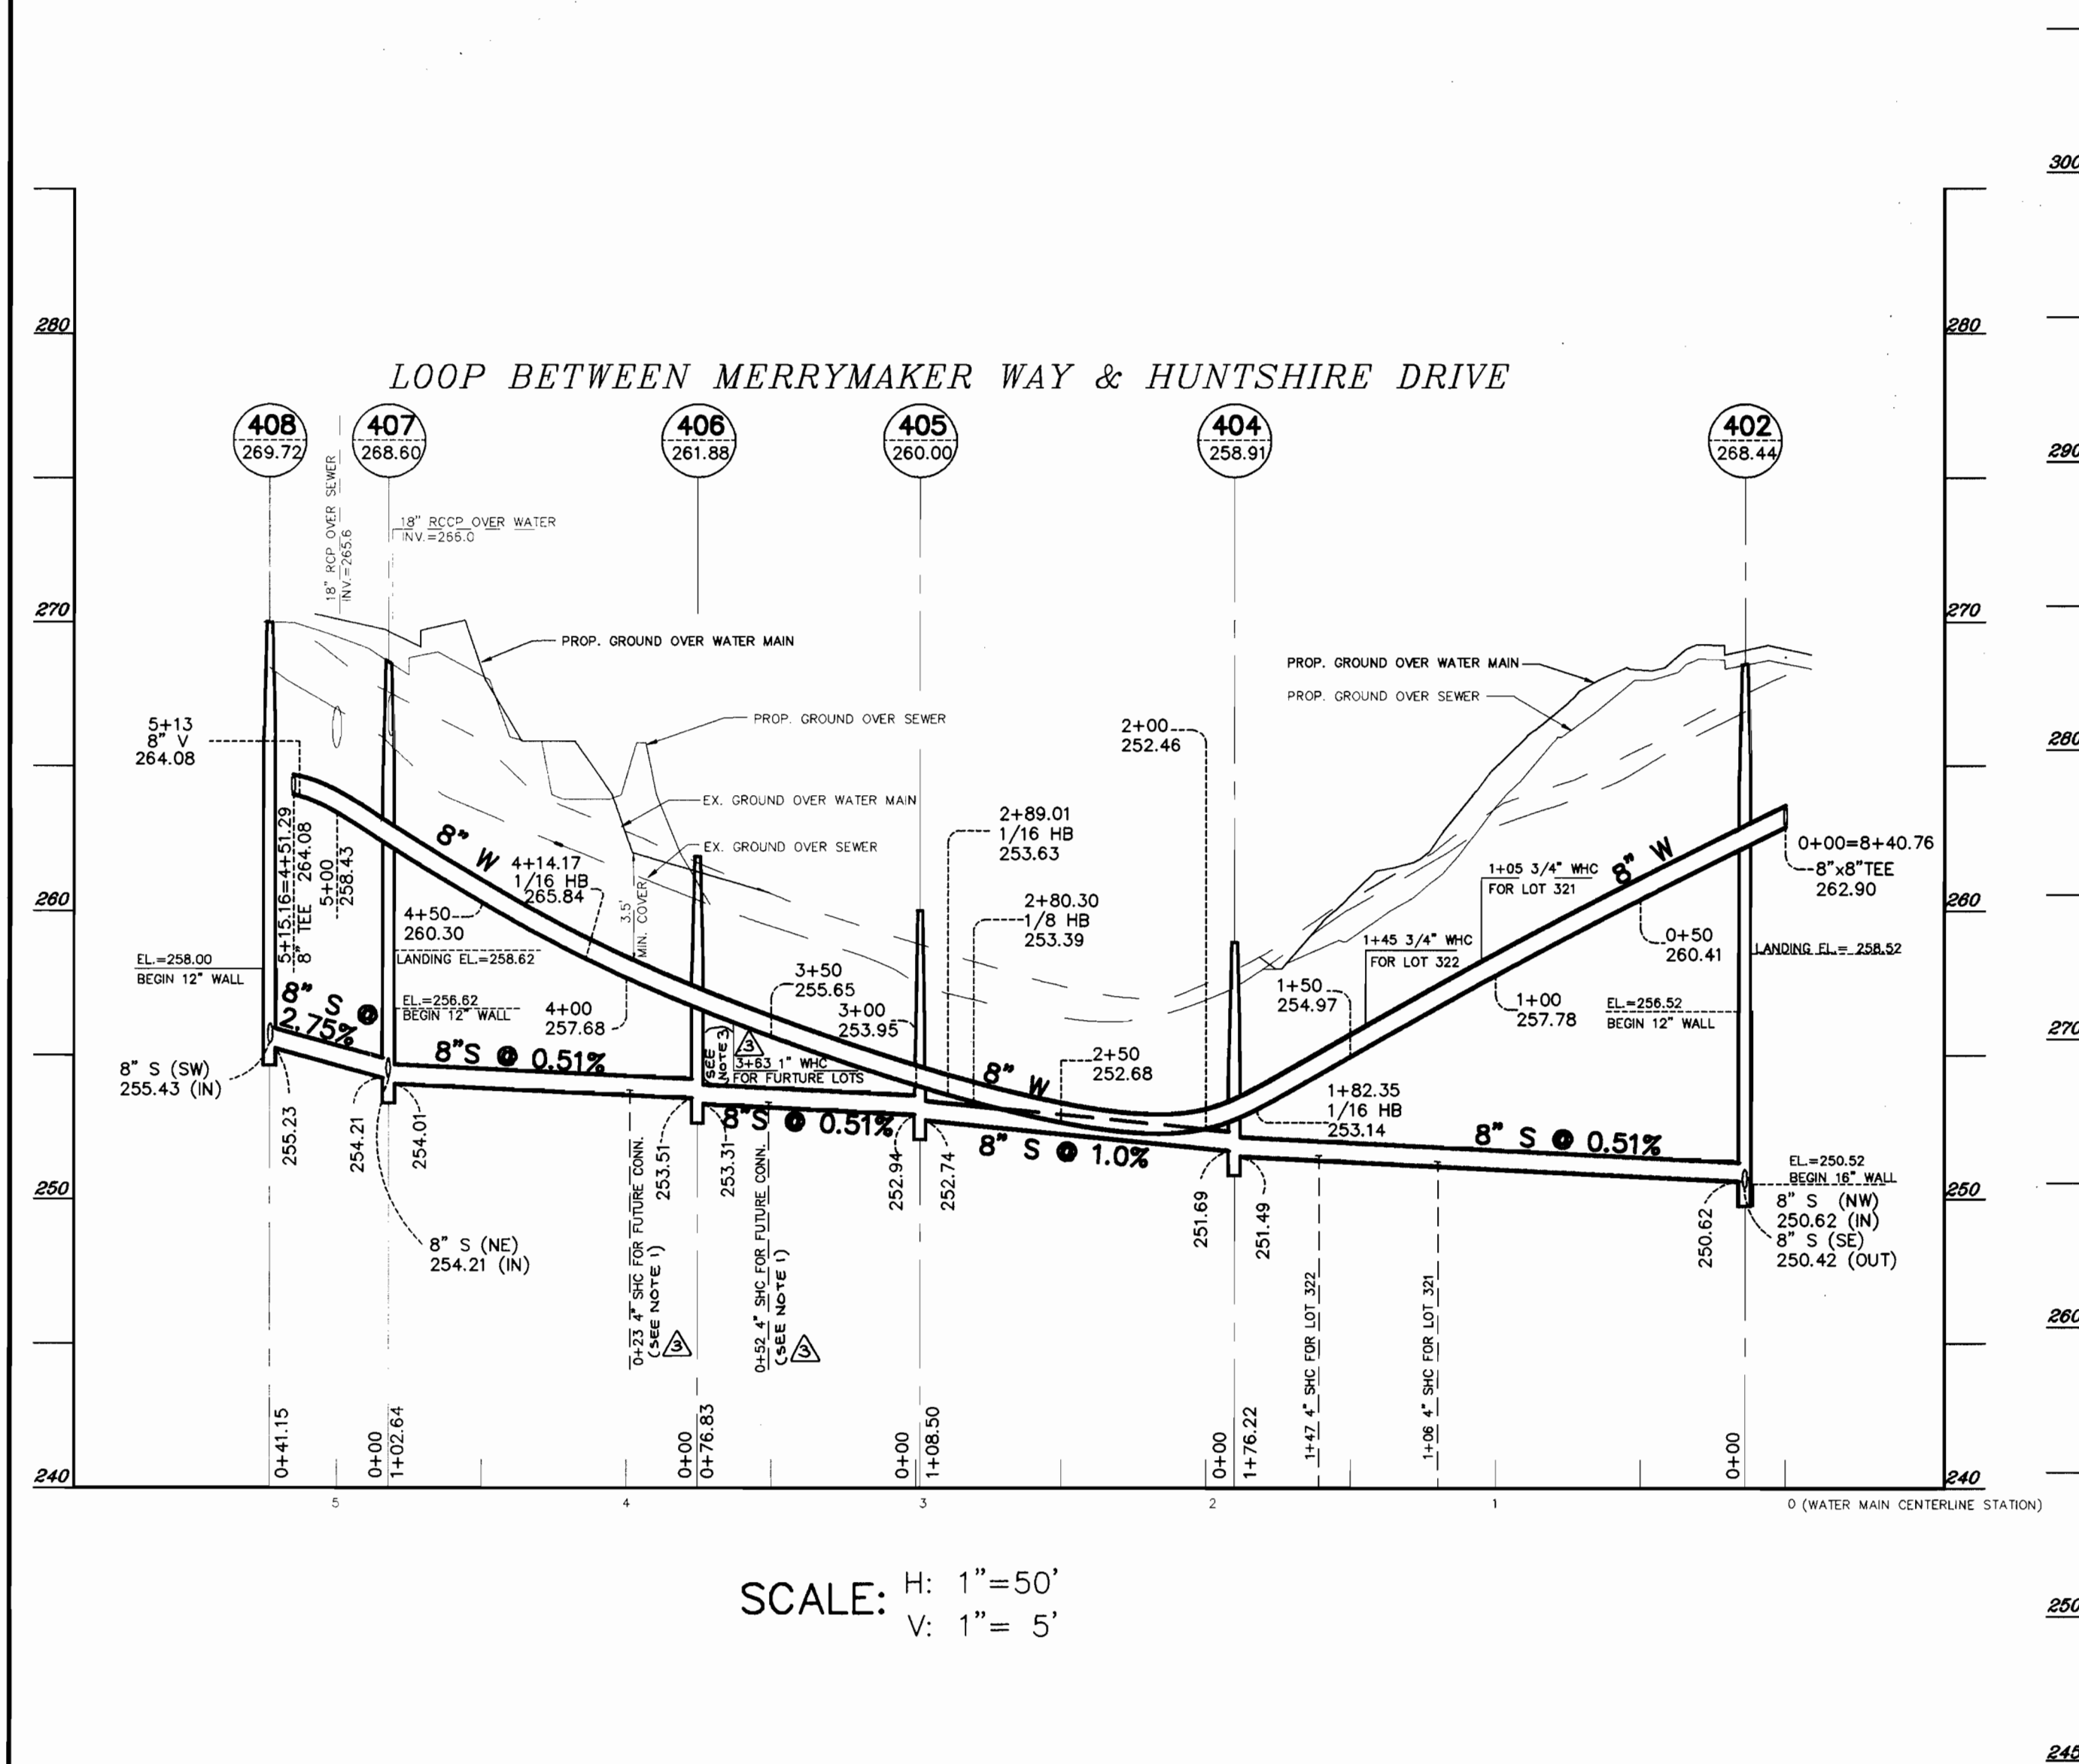 LOOP BETWEEN MERRYMAKER WAY & HUNTSHIRE DRIVE
408
269.72
407
268.60
406
261.88
405
260.00
404
258.91
402
268.44
280
270
260
250
240
280
270
260
250
240
300
290
280
270
260
250
245
18" RCP OVER SEWER
INV.=265.6
18" RCCP OVER WATER
INV.=266.0
PROP. GROUND OVER WATER MAIN
PROP. GROUND OVER SEWER
EX. GROUND OVER WATER MAIN
EX. GROUND OVER SEWER
PROP. GROUND OVER WATER MAIN
PROP. GROUND OVER SEWER
5+13
8" V
264.08
5+15.16=4+51.29
8" TEE 264.08
5+00
258.43
8" W
4+50
260.30
4+14.17
1/16 HB
265.84
3.5'
MIN. COVER
LANDING EL.=258.62
EL.=256.62
BEGIN 12" WALL
EL.=258.00
BEGIN 12" WALL
8" S @
2.75%
8" S (SW)
255.43 (IN)
255.23
254.21
254.01
8" S (NE)
254.21 (IN)
8"S @ 0.51%
4+00
257.68
3+50
255.65
3+00
253.95
SEE
NOTE 3
3
3+63 1" WHC
FOR FURTURE LOTS
8"S @ 0.51%
253.51
253.31
0+23 4" SHC FOR FUTURE CONN.
(SEE NOTE 1)
3
0+52 4" SHC FOR FUTURE CONN.
(SEE NOTE 1)
3
252.94
252.74
2+89.01
1/16 HB
253.63
2+80.30
1/8 HB
253.39
8" W
2+50
252.68
8" S @ 1.0%
2+00
252.46
251.69
251.49
1+82.35
1/16 HB
253.14
1+50
254.97
1+45 3/4" WHC
FOR LOT 322
1+05 3/4" WHC
FOR LOT 321
8" W
1+00
257.78
0+50
260.41
0+00=8+40.76
8"x8"TEE
262.90
LANDING EL.= 258.52
EL.=256.52
BEGIN 12" WALL
8" S @ 0.51%
EL.=250.52
BEGIN 16" WALL
8" S (NW)
250.62 (IN)
8" S (SE)
250.42 (OUT)
250.62
1+47 4" SHC FOR LOT 322
1+06 4" SHC FOR LOT 321
0+41.15
0+00
1+02.64
0+00
0+76.83
0+00
1+08.50
0+00
1+76.22
0+00
5
4
3
2
1
0 (WATER MAIN CENTERLINE STATION)
SCALE:
H: 1"=50'
V: 1"= 5'